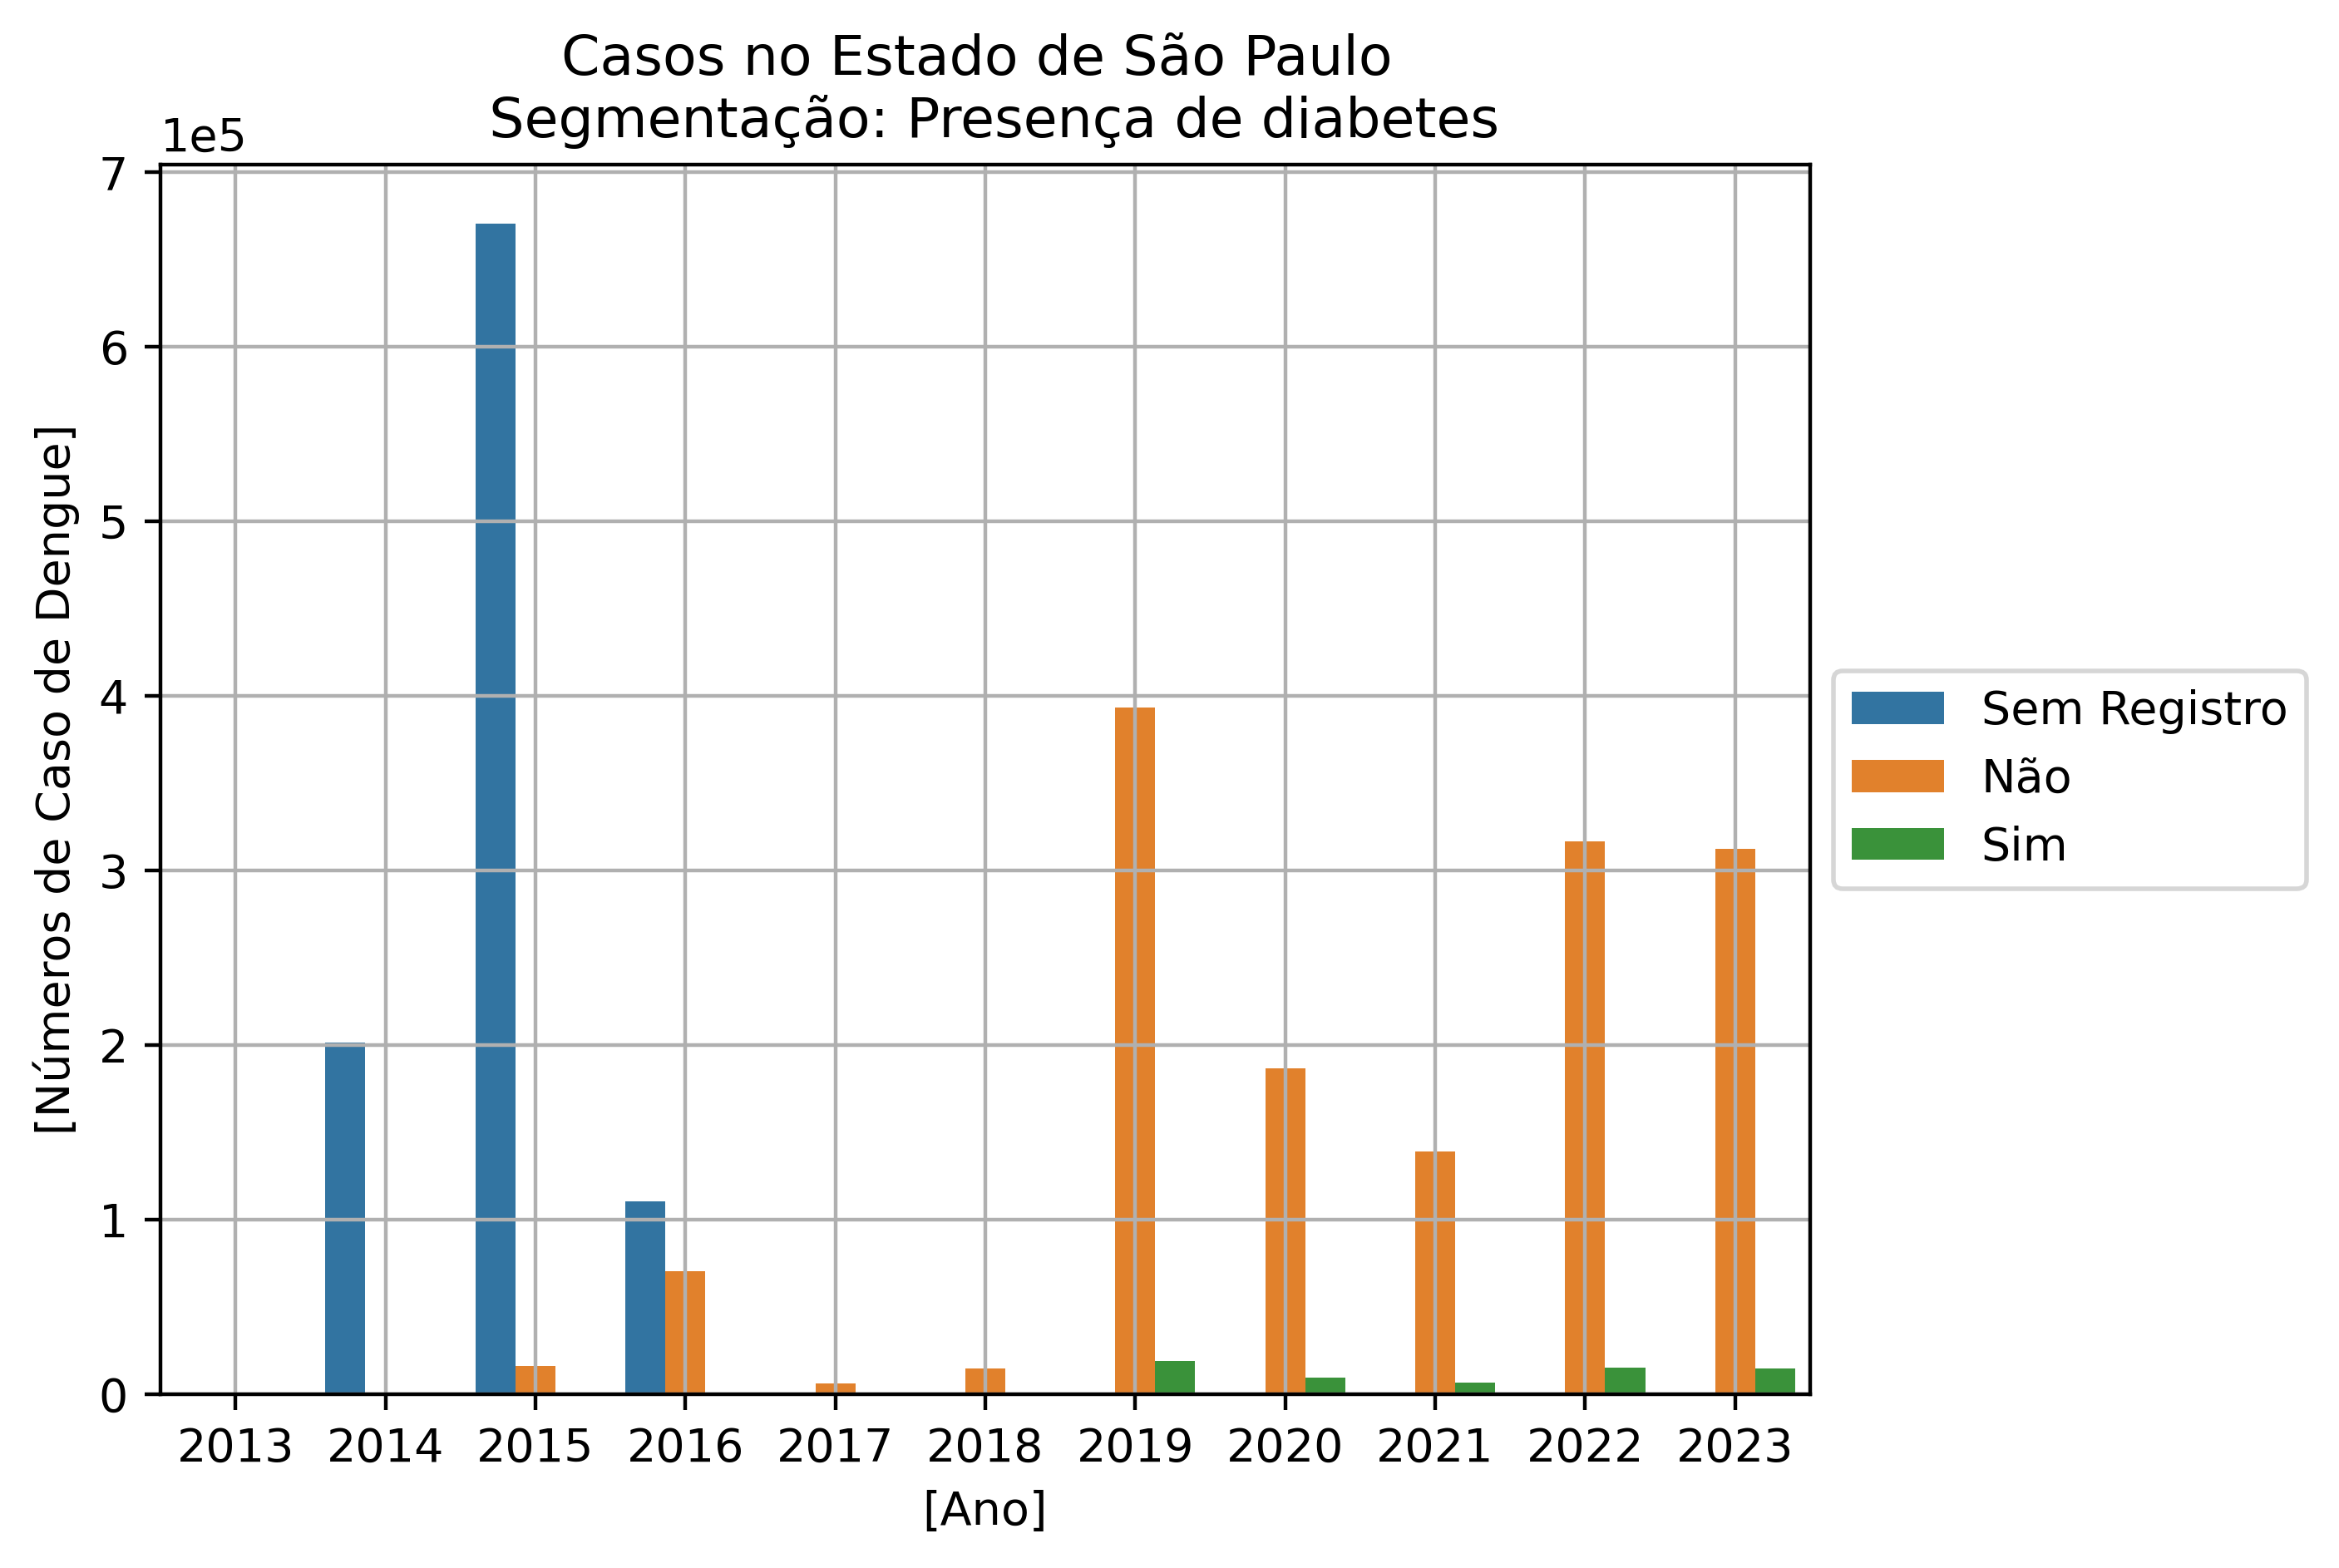 Casos no Estado de São Paulo
Segmentação: Presença de diabetes
1e5
7
6
5
4
3
2
1
0
[Números de Caso de Dengue]
2013 2014 2015 2016 2017 2018 2019 2020 2021 2022 2023
[Ano]
Sem Registro
Não
Sim